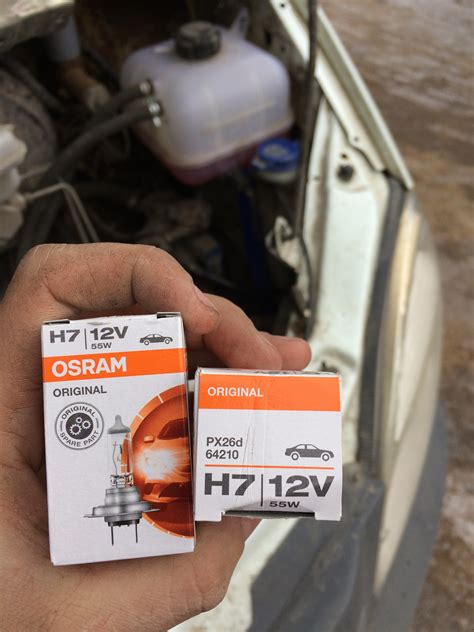 H7 12V
55W
OSRAM
ORIGINAL
ORIGINAL
SPARE PART
ORIGINAL
PX26d
64210
H7 12V
55W